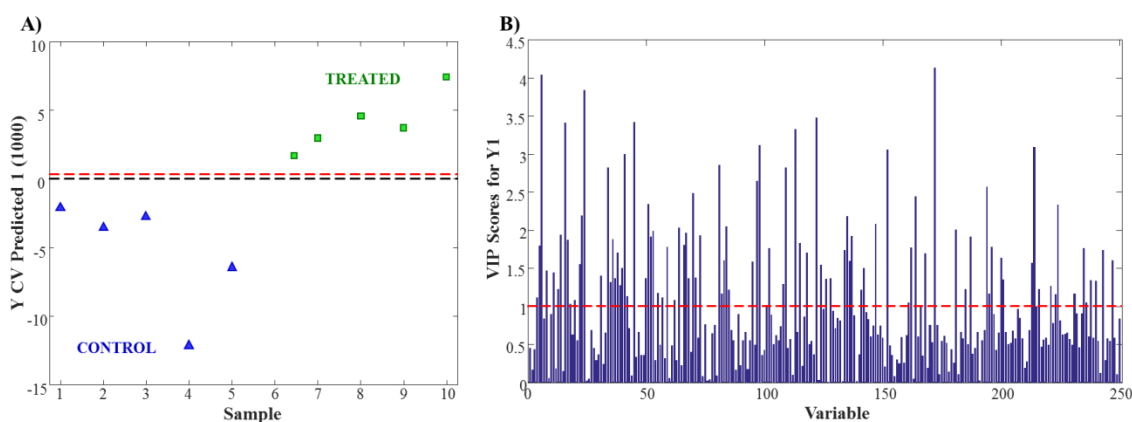 A)
Y CV Predicted 1 (1000)
10
5
0
-5
-10
-15
TREATED
CONTROL
1 2 3 4 5 6 7 8 9 10
Sample
B)
VIP Scores for Y1
4.5
4
3.5
3
2.5
2
1.5
1
0.5
0
0 50 100 150 200 250
Variable